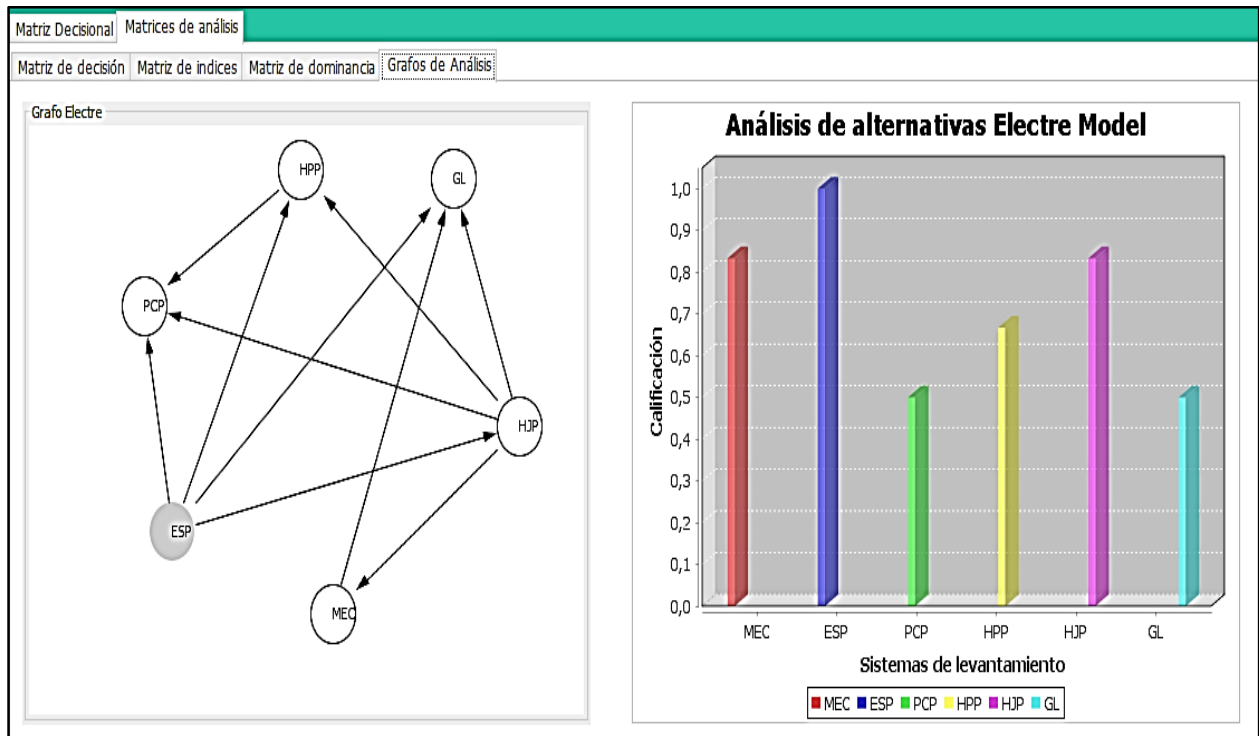 Matriz Decisional Matrices de análisis
Matriz de decisión Matriz de indices Matriz de dominancia Grafos de Análisis
Grafo Electre
HPP
GL
PCP
HJP
ESP
MEC
Análisis de alternativas Electre Model
Calificación
1,0
0,9
0,8
0,7
0,6
0,5
0,4
0,3
0,2
0,1
0,0
MEC ESP PCP HPP HJP GL
Sistemas de levantamiento
MEC ESP PCP HPP HJP GL